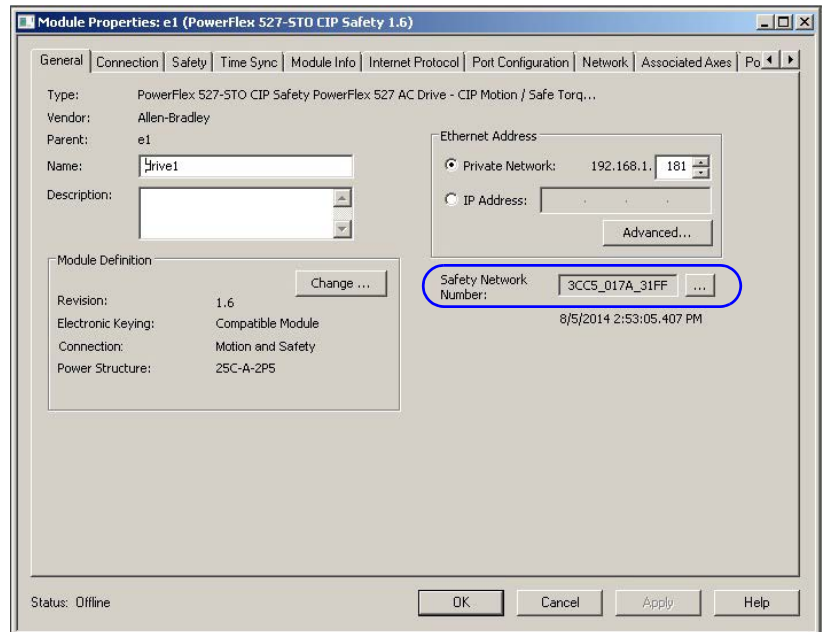 Module Properties: e1 (PowerFlex 527-STO CIP Safety 1.6)
General Connection Safety Time Sync Module Info Internet Protocol Port Configuration Network Associated Axes Po
Type: PowerFlex 527-STO CIP Safety PowerFlex 527 AC Drive - CIP Motion / Safe Torq...
Vendor: Allen-Bradley
Parent: e1
Name: drive1
Description:
Ethernet Address
Private Network: 192.168.1. 181
IP Address: . . .
Advanced...
Module Definition
Change ...
Revision: 1.6
Electronic Keying: Compatible Module
Connection: Motion and Safety
Power Structure: 25C-A-2P5
Safety Network Number: 3CC5_017A_31FF ...
8/5/2014 2:53:05.407 PM
Status: Offline
OK Cancel Apply Help